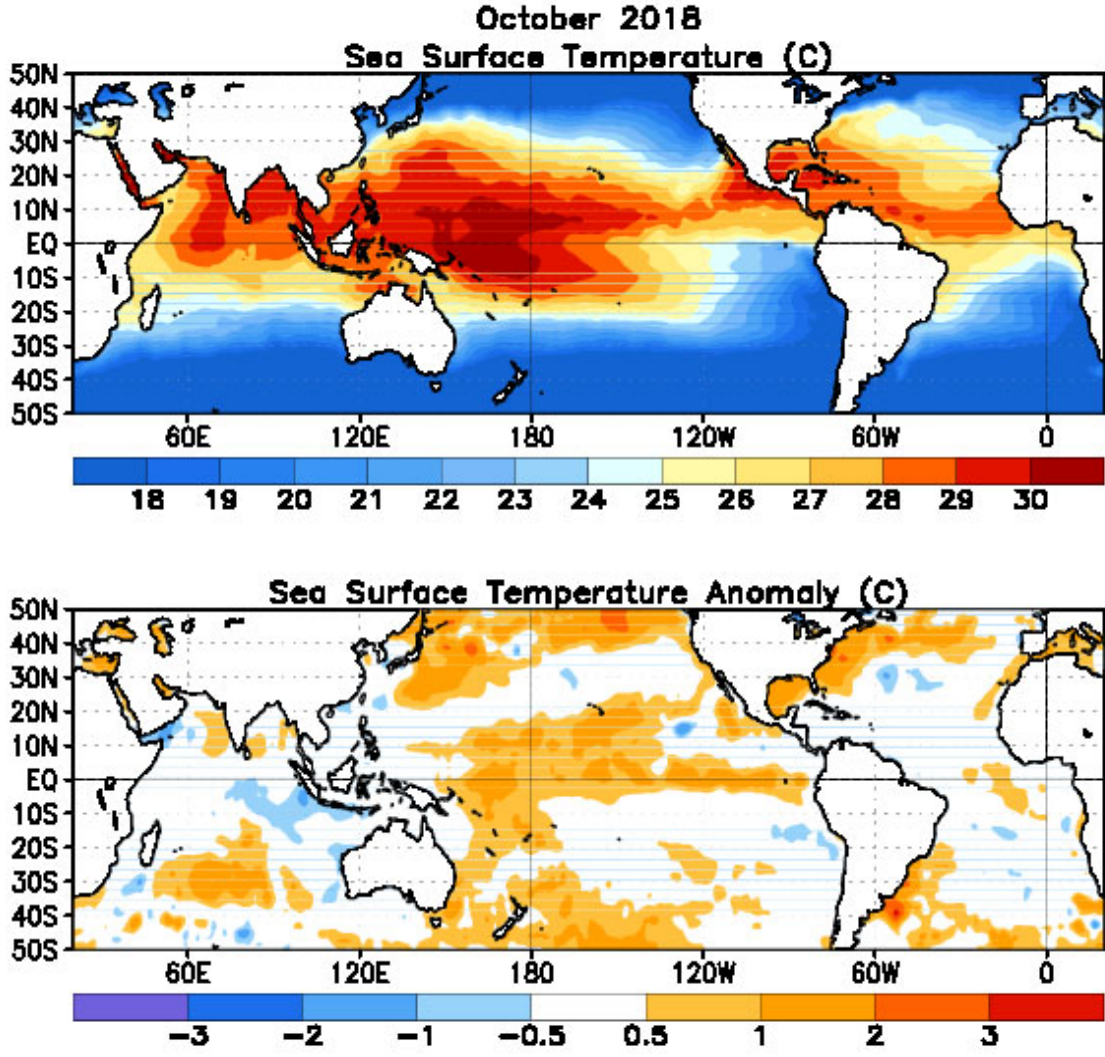 October 2018
Sea Surface Temperature (C)
50N
40N
30N
20N
10N
EQ
10S
20S
30S
40S
50S
60E 120E 180 120W 60W 0
18 19 20 21 22 23 24 25 26 27 28 29 30
Sea Surface Temperature Anomaly (C)
50N
40N
30N
20N
10N
EQ
10S
20S
30S
40S
50S
60E 120E 180 120W 60W 0
-3 -2 -1 -0.5 0.5 1 2 3